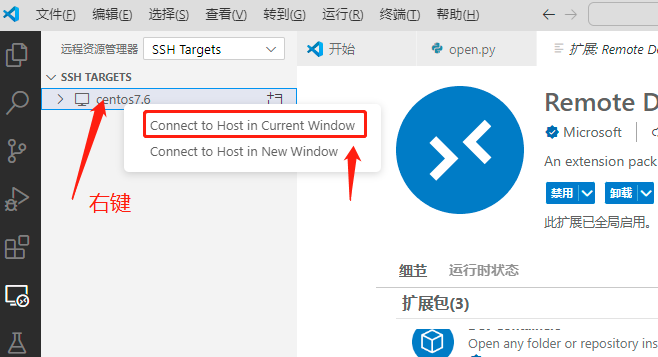 文件(F) 编辑(E) 选择(S) 查看(V) 转到(G) 运行(R) 终端(T) 帮助(H)
远程资源管理器 SSH Targets 开始 open.py 扩展: Remote De
SSH TARGETS
centos7.6
Connect to Host in Current Window
Connect to Host in New Window
右键
Remote D
Microsoft
An extension pack
禁用 卸载
此扩展已全局启用。
细节 运行时状态
扩展包(3)
Open any folder or repository ins